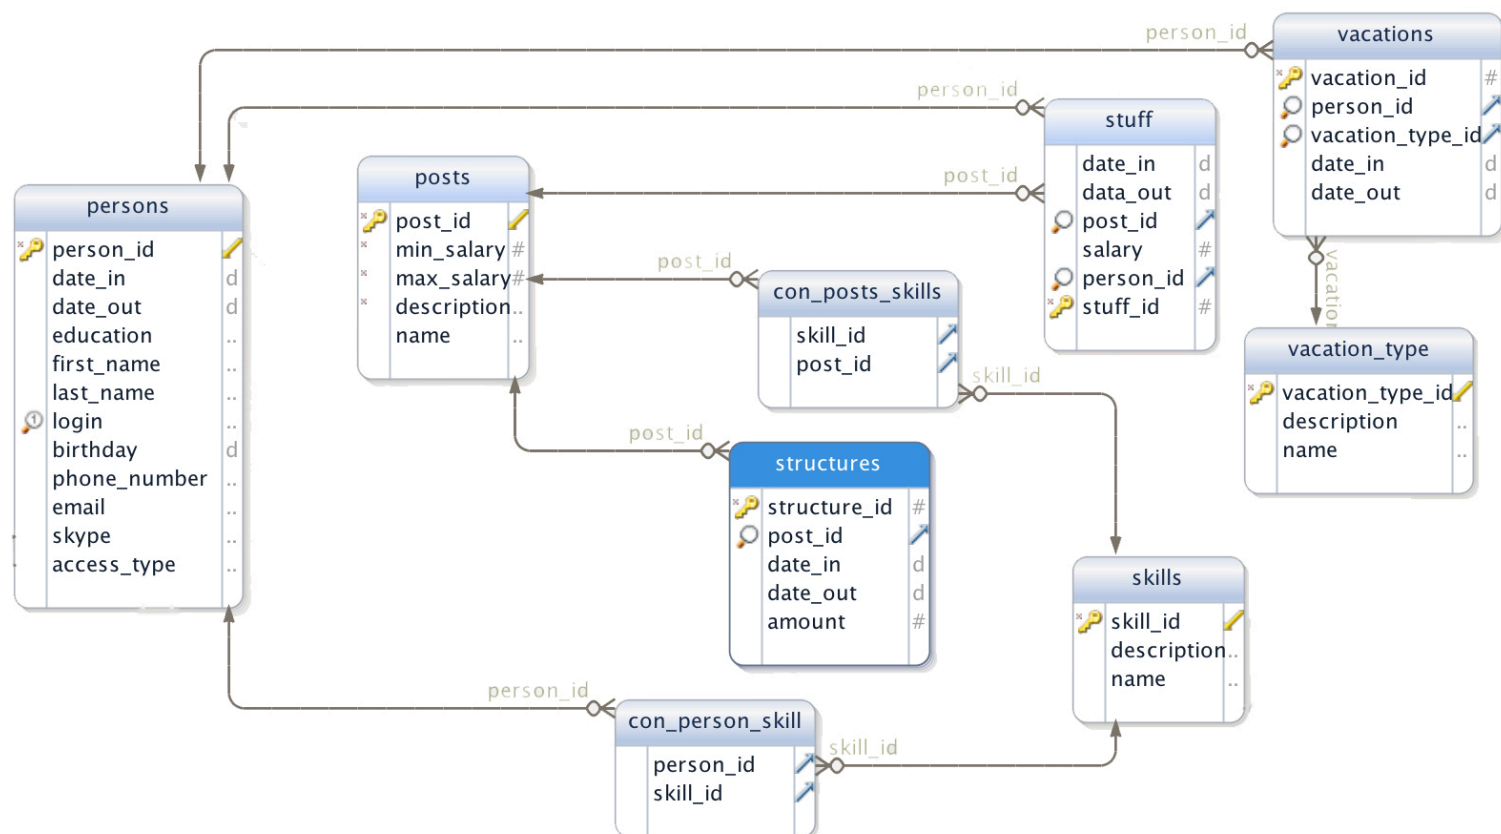 person_id
vacations
vacation_id #
person_id
vacation_type_id
date_in d
date_out d
person_id
stuff
date_in d
data_out d
post_id
salary #
person_id
stuff_id #
post_id
posts
post_id
min_salary #
max_salary #
description ..
name ..
persons
person_id
date_in d
date_out d
education ..
first_name ..
last_name ..
login ..
birthday d
phone_number ..
email ..
skype ..
access_type ..
post_id
con_posts_skills
skill_id
post_id
skill_id
vacation
vacation_type
vacation_type_id
description ..
name ..
post_id
structures
structure_id #
post_id
date_in d
date_out d
amount #
skills
skill_id
description ..
name ..
person_id
con_person_skill
person_id
skill_id
skill_id